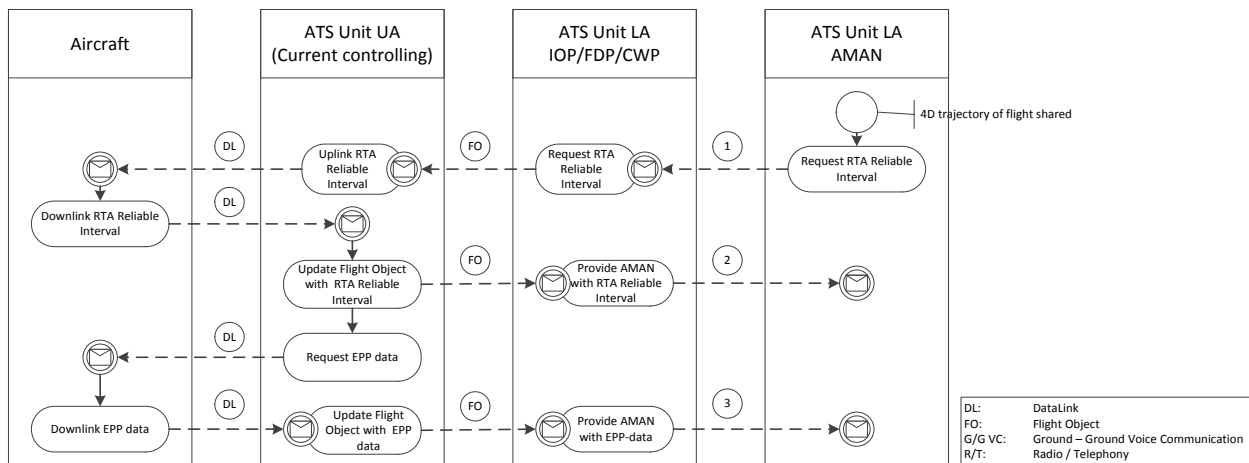 Aircraft
ATS Unit UA
(Current controlling)
ATS Unit LA
IOP/FDP/CWP
ATS Unit LA
AMAN
4D trajectory of flight shared
DL
Uplink RTA
Reliable
Interval
FO
Request RTA
Reliable
Interval
1
Request RTA Reliable
Interval
Downlink RTA Reliable
Interval
DL
Update Flight Object
with RTA Reliable
Interval
FO
Provide AMAN
with RTA Reliable
Interval
2
DL
Request EPP data
Downlink EPP data
DL
Update Flight
Object with EPP
data
FO
Provide AMAN
with EPP-data
3
DL: DataLink
FO: Flight Object
G/G VC: Ground – Ground Voice Communication
R/T: Radio / Telephony